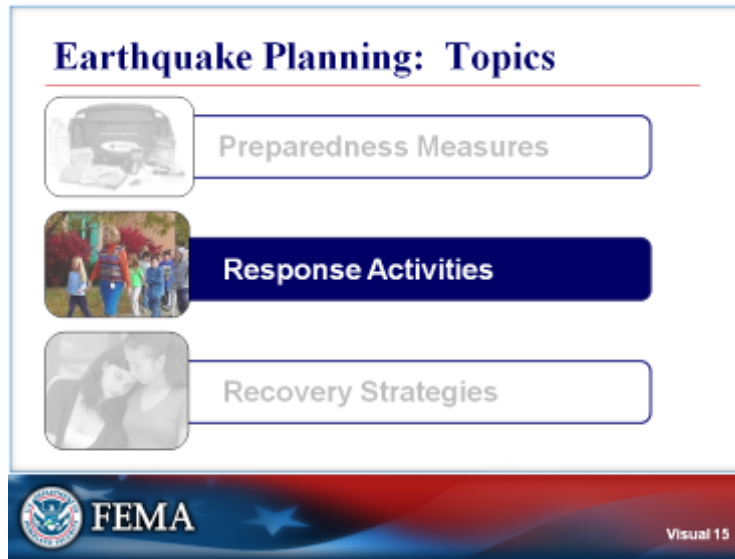 Earthquake Planning: Topics
Preparedness Measures
Response Activities
Recovery Strategies
FEMA
Visual 15